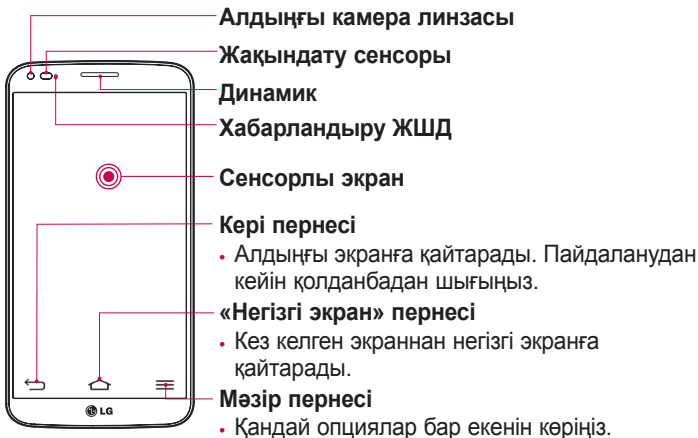 Алдыңғы камера линзасы
Жақындату сенсоры
Динамик
Хабарландыру ЖШД
Сенсорлы экран
Кері пернесі
• Алдыңғы экранға қайтарады. Пайдаланудан
кейін қолданбадан шығыңыз.
«Негізгі экран» пернесі
• Кез келген экраннан негізгі экранға
қайтарады.
Мәзір пернесі
• Қандай опциялар бар екенін көріңіз.
LG